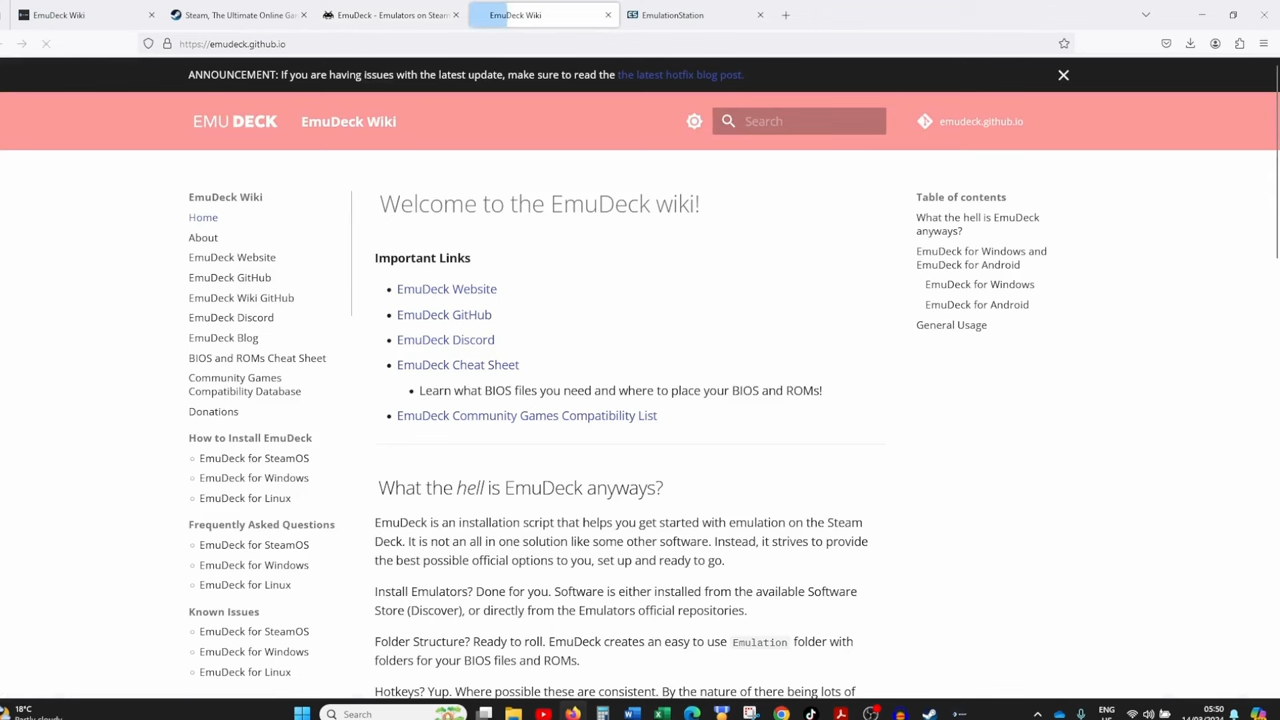 EmuDeck Wiki
Steam, The Ultimate Online Ga
EmuDeck - Emulators on Steam
EmuDeck Wiki
EmulationStation
https://emudeck.github.io
ANNOUNCEMENT: If you are having issues with the latest update, make sure to read the the latest hotfix blog post.
EMU DECK
EmuDeck Wiki
Search
emudeck.github.io
EmuDeck Wiki
Home
About
EmuDeck Website
EmuDeck GitHub
EmuDeck Wiki GitHub
EmuDeck Discord
EmuDeck Blog
BIOS and ROMs Cheat Sheet
Community Games
Compatibility Database
Donations
How to Install EmuDeck
EmuDeck for SteamOS
EmuDeck for Windows
EmuDeck for Linux
Frequently Asked Questions
EmuDeck for SteamOS
EmuDeck for Windows
EmuDeck for Linux
Known Issues
EmuDeck for SteamOS
EmuDeck for Windows
EmuDeck for Linux
Welcome to the EmuDeck wiki!
Important Links
• EmuDeck Website
• EmuDeck GitHub
• EmuDeck Discord
• EmuDeck Cheat Sheet
• Learn what BIOS files you need and where to place your BIOS and ROMs!
• EmuDeck Community Games Compatibility List
What the hell is EmuDeck anyways?
EmuDeck is an installation script that helps you get started with emulation on the Steam
Deck. It is not an all in one solution like some other software. Instead, it strives to provide
the best possible official options to you, set up and ready to go.
Install Emulators? Done for you. Software is either installed from the available Software
Store (Discover), or directly from the Emulators official repositories.
Folder Structure? Ready to roll. EmuDeck creates an easy to use Emulation folder with
folders for your BIOS files and ROMs.
Hotkeys? Yup. Where possible these are consistent. By the nature of there being lots of
Table of contents
What the hell is EmuDeck
anyways?
EmuDeck for Windows and
EmuDeck for Android
EmuDeck for Windows
EmuDeck for Android
General Usage
18°C
Partly cloudy
Search
ENG
05:50
14/03/2024